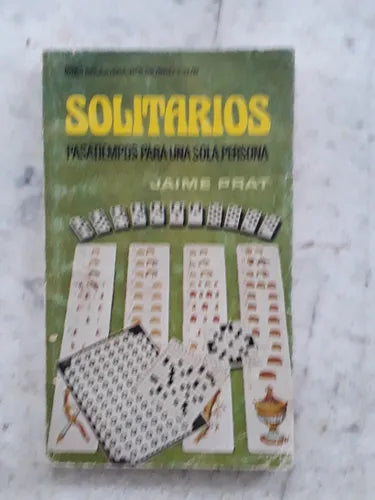 SOLITARIOS
PASATIEMPOS PARA UNA SOLA PERSONA
JAIME PRAT